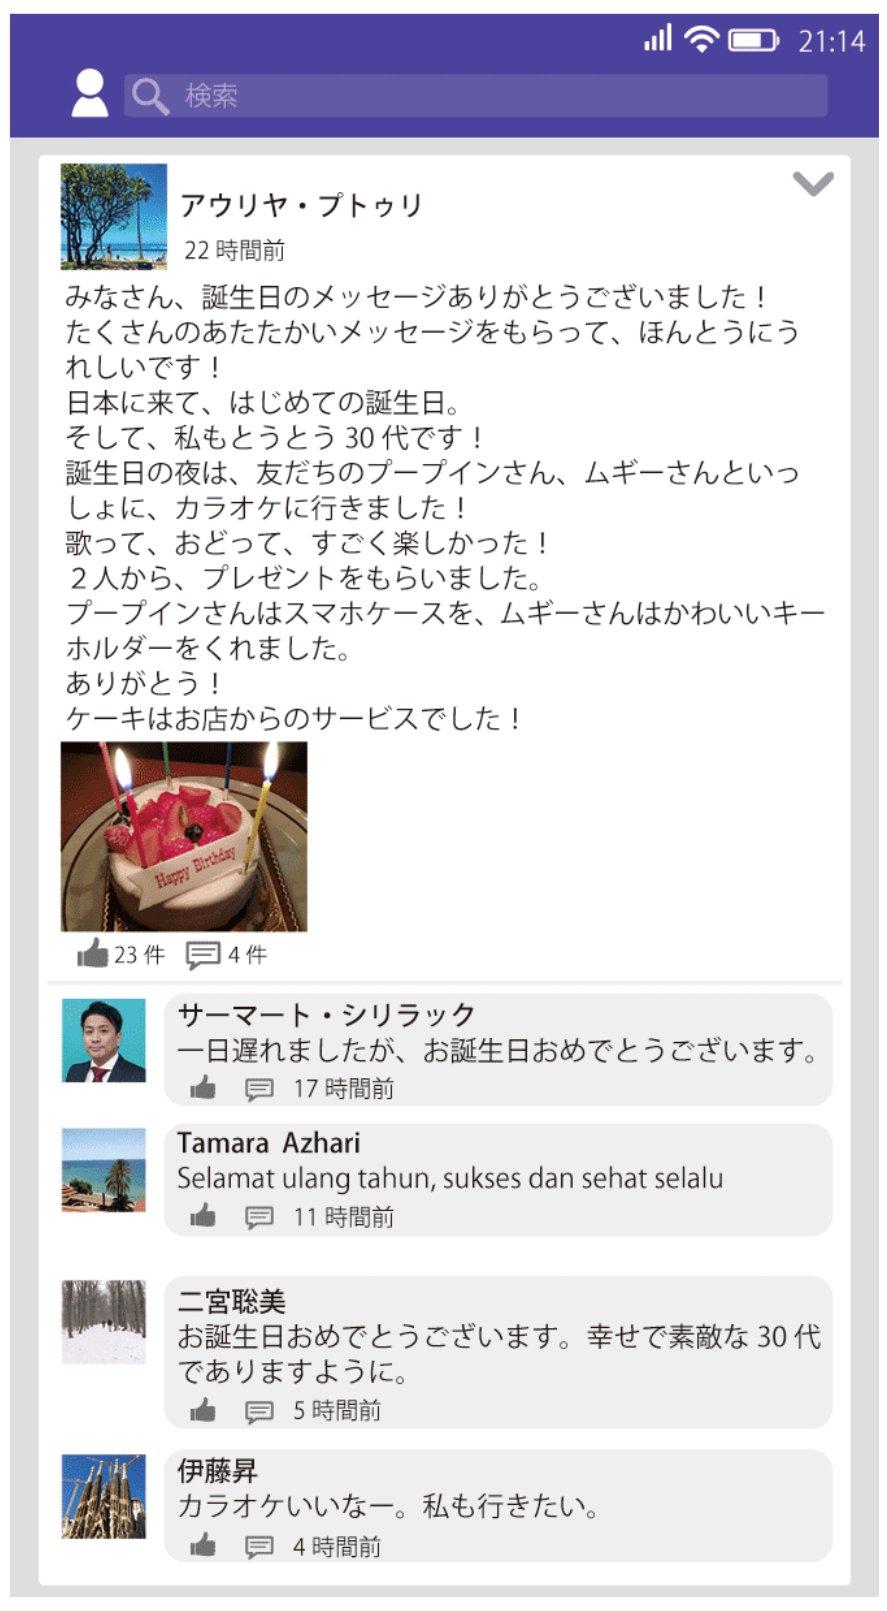 21:14
検索
アウリヤ・プトゥリ
22 時間前
みなさん、誕生日のメッセージありがとうございました！
たくさんのあたたかいメッセージをもらって、ほんとうにう
れしいです！
日本に来て、はじめての誕生日。
そして、私もとうとう 30 代です！
誕生日の夜は、友だちのプープインさん、ムギーさんといっ
しょに、カラオケに行きました！
歌って、おどって、すごく楽しかった！
２人から、プレゼントをもらいました。
プープインさんはスマホケースを、ムギーさんはかわいいキー
ホルダーをくれました。
ありがとう！
ケーキはお店からのサービスでした！
Happy Birthday
23 件 4 件
サーマート・シリラック
一日遅れましたが、お誕生日おめでとうございます。
17 時間前
Tamara Azhari
Selamat ulang tahun, sukses dan sehat selalu
11 時間前
二宮聡美
お誕生日おめでとうございます。幸せで素敵な 30 代
でありますように。
5 時間前
伊藤昇
カラオケいいなー。私も行きたい。
4 時間前